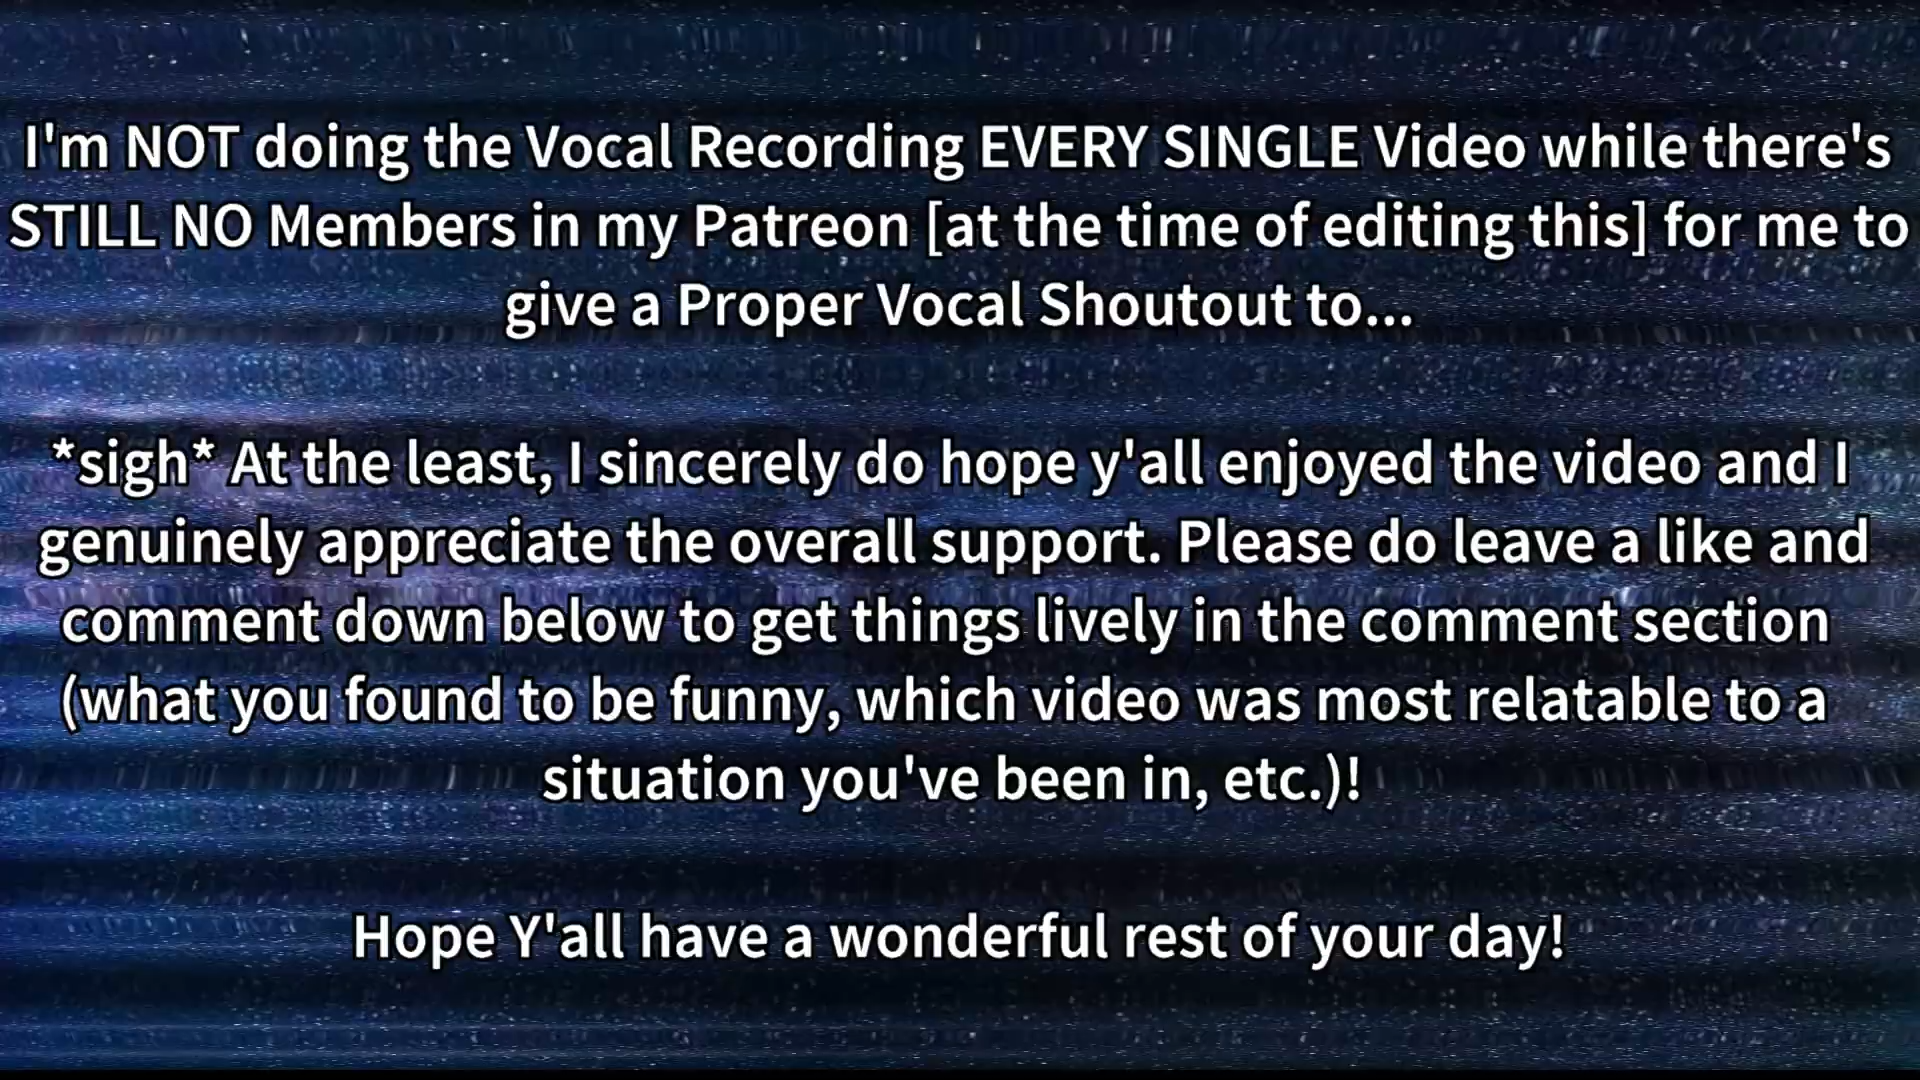 I'm NOT doing the Vocal Recording EVERY SINGLE Video while there's
STILL NO Members in my Patreon [at the time of editing this] for me to
give a Proper Vocal Shoutout to...
*sigh* At the least, I sincerely do hope y'all enjoyed the video and I
genuinely appreciate the overall support. Please do leave a like and
comment down below to get things lively in the comment section
(what you found to be funny, which video was most relatable to a
situation you've been in, etc.)!
Hope Y'all have a wonderful rest of your day!